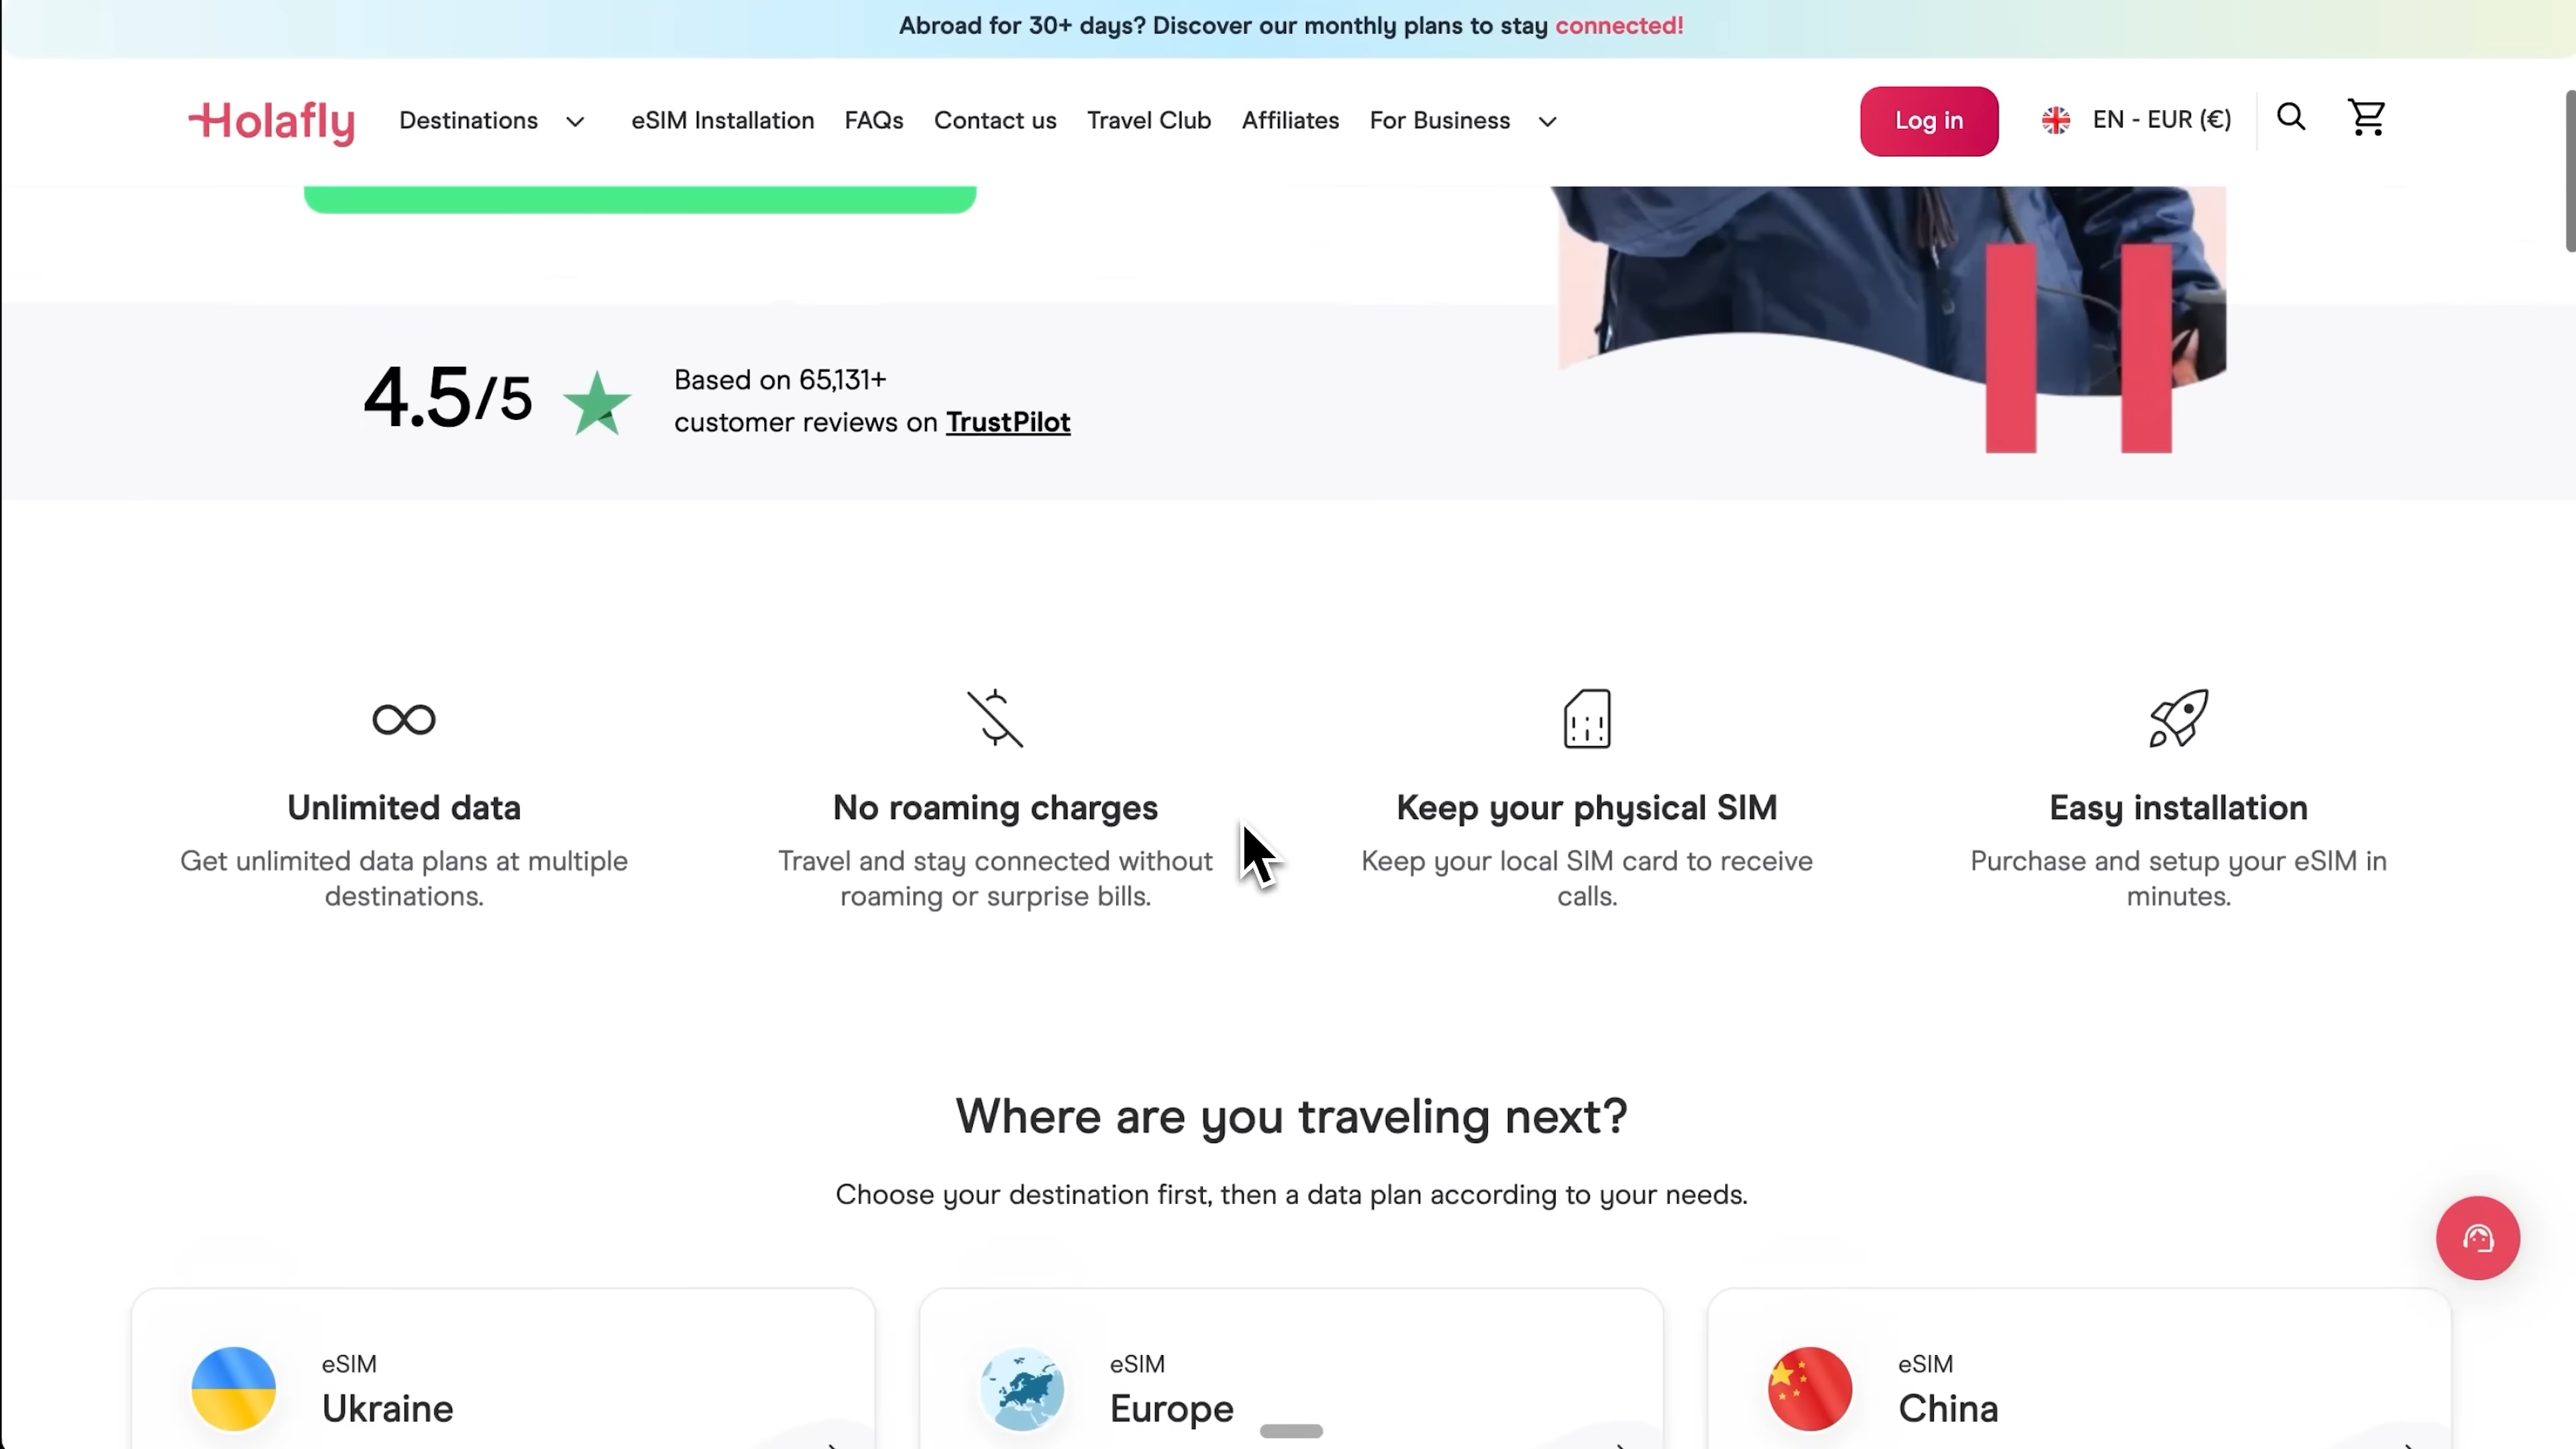 Abroad for 30+ days? Discover our monthly plans to stay connected!
Holafly
Destinations
eSIM Installation
FAQs
Contact us
Travel Club
Affiliates
For Business
Log in
EN - EUR (€)
4.5/5
Based on 65,131+
customer reviews on TrustPilot
Unlimited data
Get unlimited data plans at multiple
destinations.
No roaming charges
Travel and stay connected without
roaming or surprise bills.
Keep your physical SIM
Keep your local SIM card to receive
calls.
Easy installation
Purchase and setup your eSIM in
minutes.
Where are you traveling next?
Choose your destination first, then a data plan according to your needs.
eSIM
Ukraine
eSIM
Europe
eSIM
China